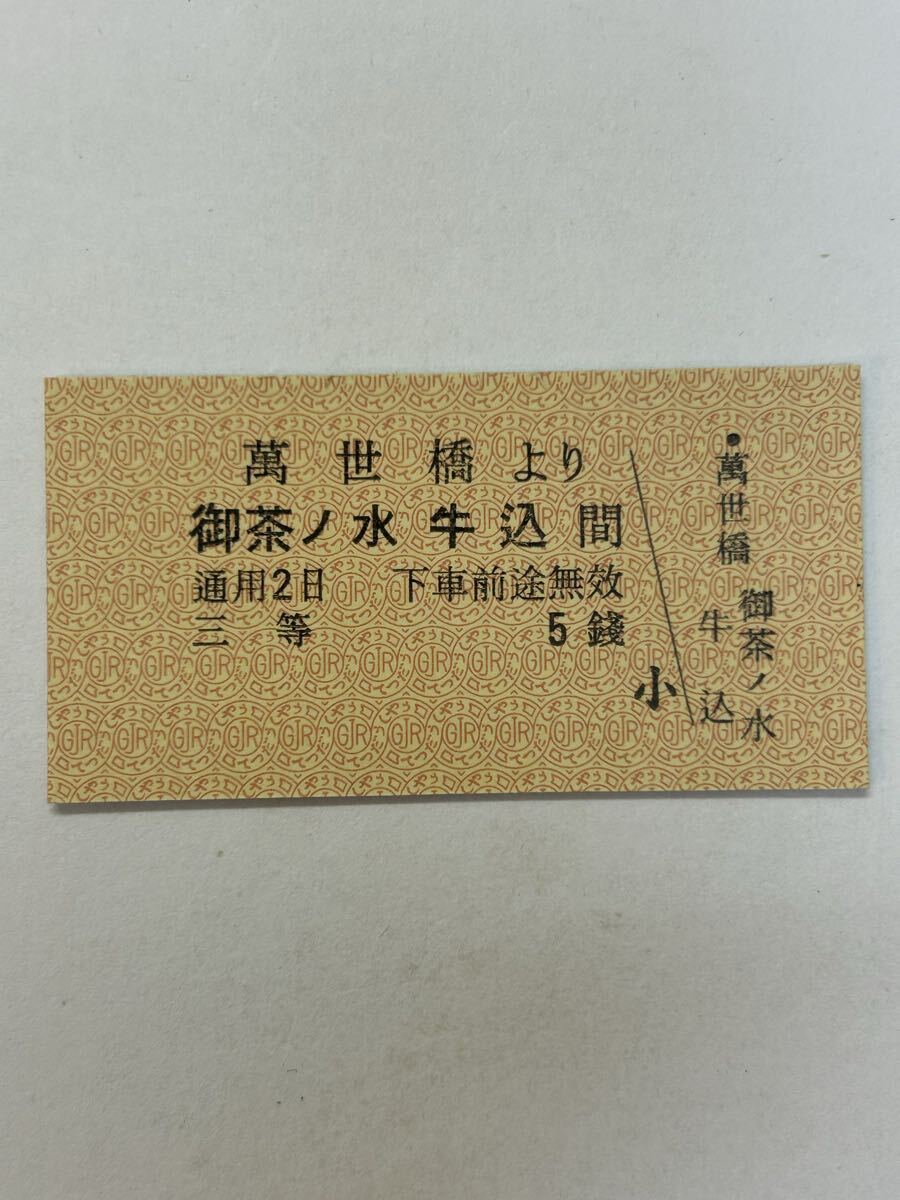 萬世橋より
御茶ノ水牛込間
通用2日 下車前途無効
三等 5錢
小
・萬世橋
御茶ノ水
牛込